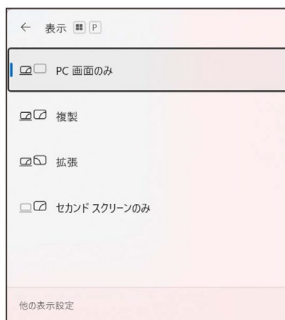 表示 P
PC 画面のみ
複製
拡張
セカンド スクリーンのみ
他の表示設定